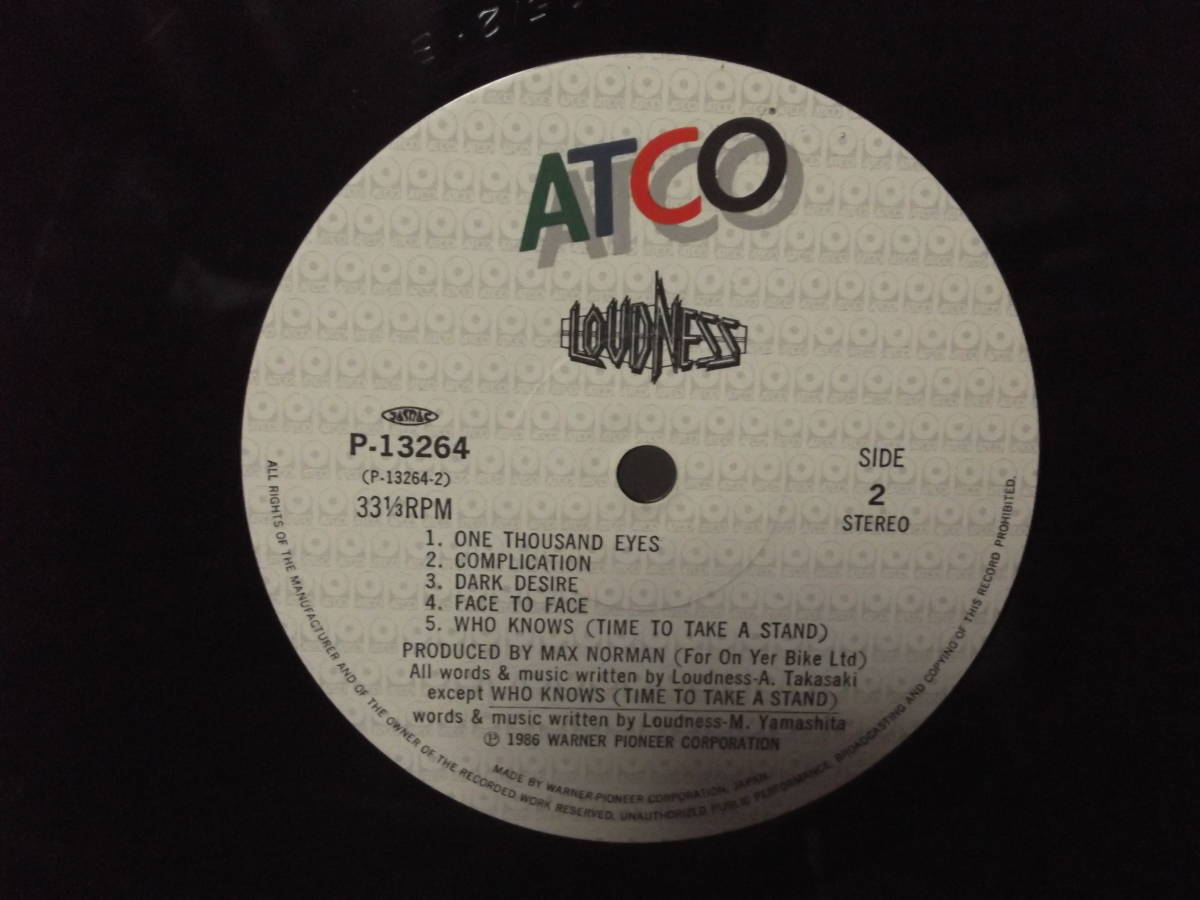 ATCO
LOUDNESS
JASRAC
P-13264
(P-13264-2)
33⅓RPM
SIDE
2
STEREO
1. ONE THOUSAND EYES
2. COMPLICATION
3. DARK DESIRE
4. FACE TO FACE
5. WHO KNOWS (TIME TO TAKE A STAND)
PRODUCED BY MAX NORMAN (For On Yer Bike Ltd)
All words & music written by Loudness-A. Takasaki
except WHO KNOWS (TIME TO TAKE A STAND)
words & music written by Loudness-M. Yamashita
℗ 1986 WARNER PIONEER CORPORATION
MADE BY WARNER-PIONEER CORPORATION, JAPAN.
ALL RIGHTS OF THE MANUFACTURER AND OF THE OWNER OF THE RECORDED WORK RESERVED. UNAUTHORIZED PUBLIC PERFORMANCE, BROADCASTING AND COPYING OF THIS RECORD PROHIBITED.